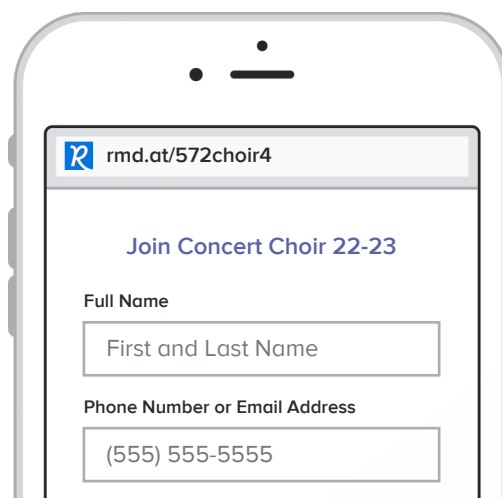 rmd.at/572choir4
Join Concert Choir 22-23
Full Name
First and Last Name
Phone Number or Email Address
(555) 555-5555